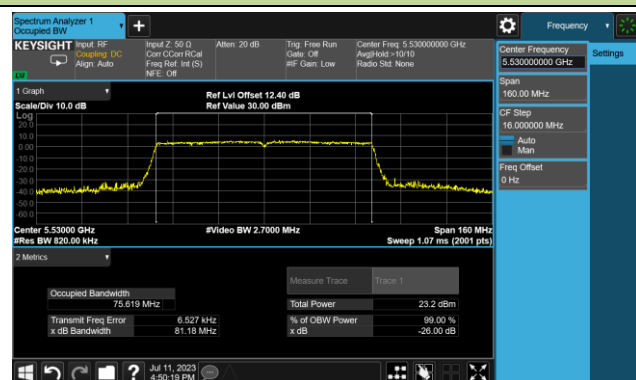 Spectrum Analyzer 1
Occupied BW
Frequency
KEYSIGHT
Input: RF
Coupling: DC
Align: Auto
Input Z: 50 Ω
Corr CCorr RCal
Freq Ref: Int (S)
NFE: Off
Atten: 20 dB
Trig: Free Run
Gate: Off
#IF Gain: Low
Center Freq: 5.530000000 GHz
Avg|Hold:>10/10
Radio Std: None
Center Frequency
5.530000000 GHz
Settings
Span
160.00 MHz
CF Step
16.000000 MHz
Auto
Man
Freq Offset
0 Hz
LW
1 Graph
Scale/Div 10.0 dB
Ref Lvl Offset 12.40 dB
Ref Value 30.00 dBm
Log
20.0
10.0
0.00
-10.0
-20.0
-30.0
-40.0
-50.0
-60.0
Center 5.53000 GHz
#Res BW 820.00 kHz
#Video BW 2.7000 MHz
Span 160 MHz
Sweep 1.07 ms (2001 pts)
2 Metrics
Measure Trace
Trace 1
Occupied Bandwidth
75.619 MHz
Total Power
23.2 dBm
Transmit Freq Error
6.527 kHz
% of OBW Power
99.00 %
x dB Bandwidth
81.18 MHz
x dB
-26.00 dB
Jul 11, 2023
4:50:19 PM